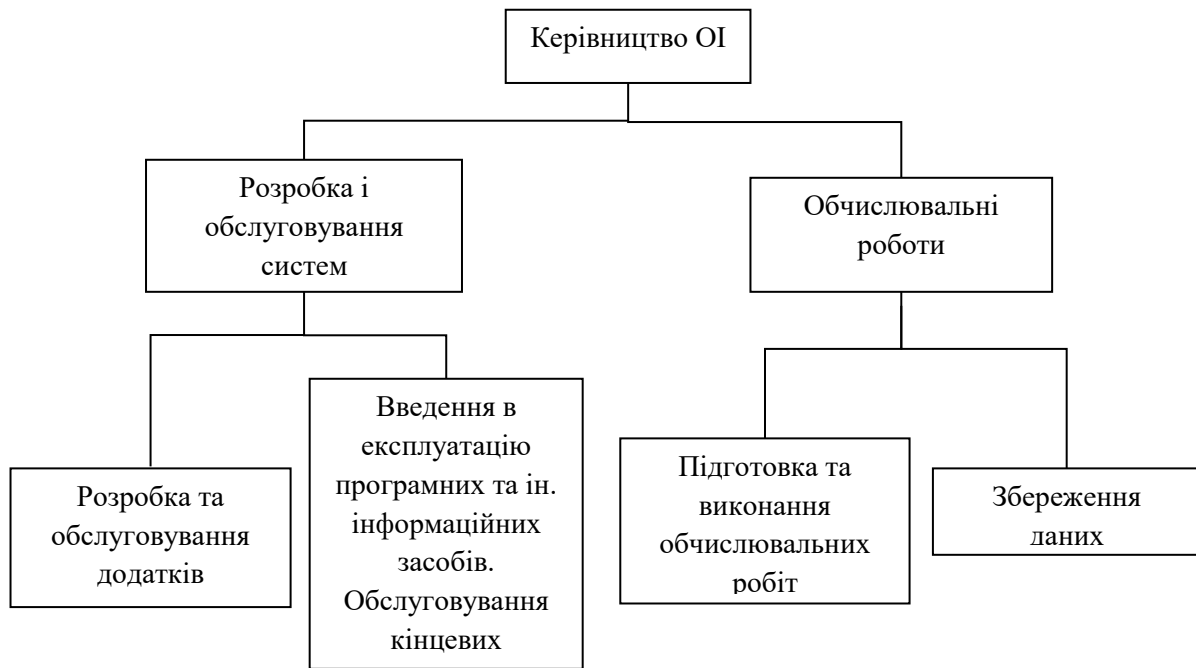 Керівництво ОІ
Розробка і
обслуговування
систем
Обчислювальні
роботи
Розробка та
обслуговування
додатків
Введення в
експлуатацію
програмних та ін.
інформаційних
засобів.
Обслуговування
кінцевих
Підготовка та
виконання
обчислювальних
робіт
Збереження
даних